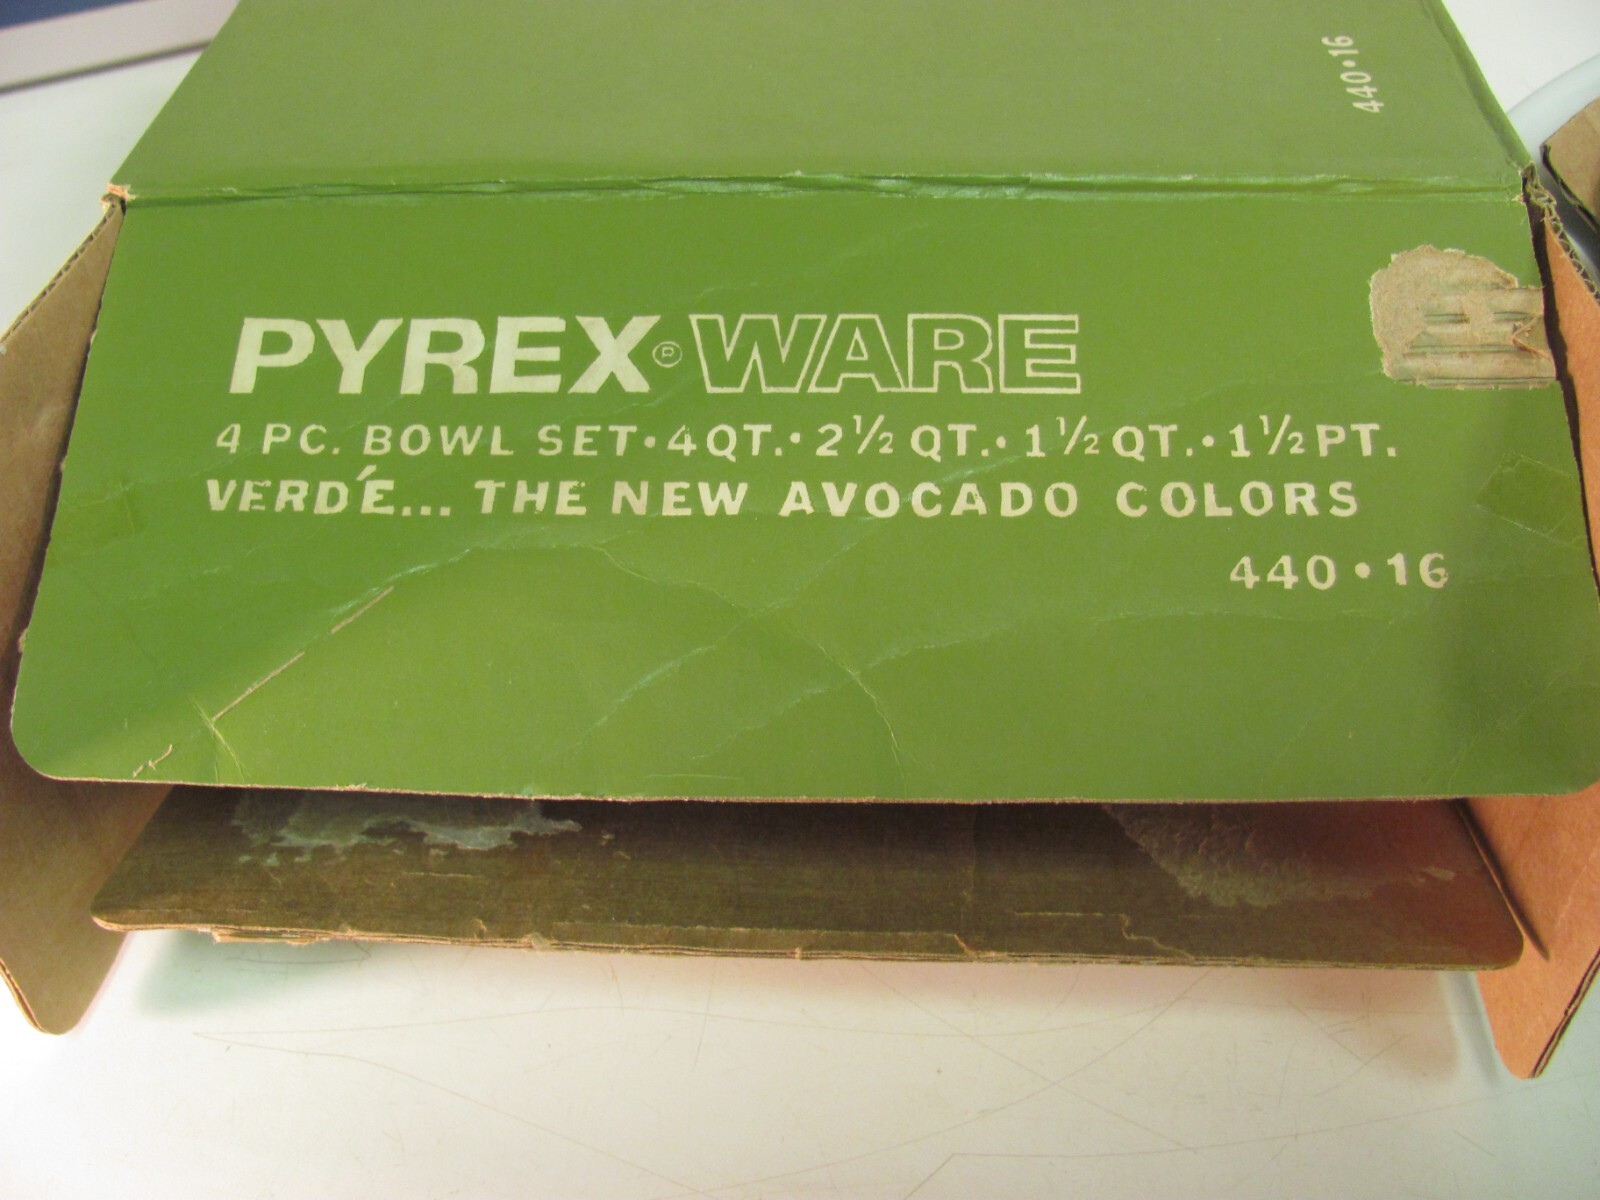 440•16
PYREX® WARE
4 PC. BOWL SET•4QT.•2½ QT.•1½ QT.•1½ PT.
VERDÉ... THE NEW AVOCADO COLORS
440•16